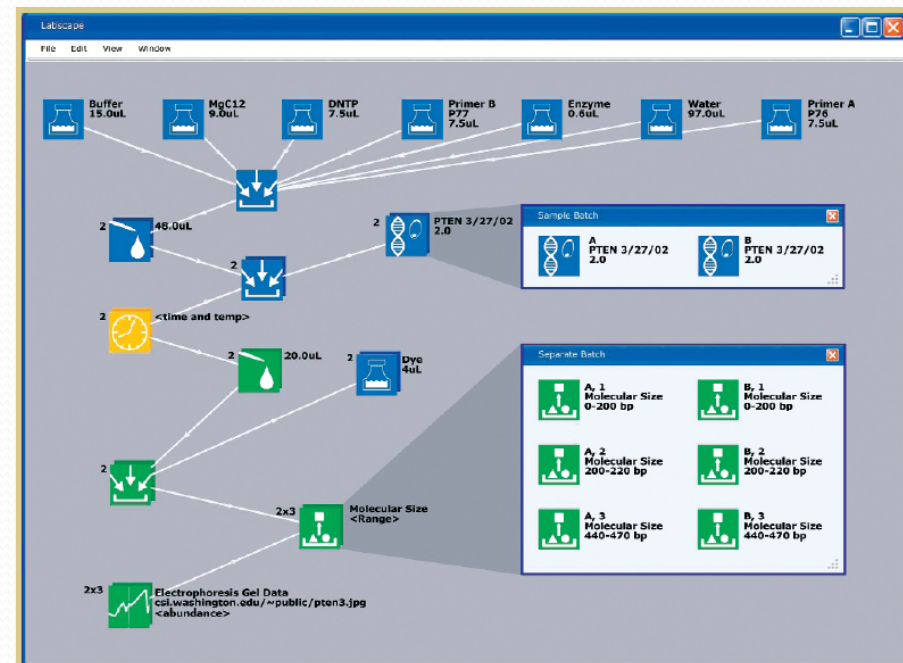 Labscape
File Edit View Window
Buffer
15.0uL
MgC12
9.0uL
DNTP
7.5uL
Primer B
P77
7.5uL
Enzyme
0.6uL
Water
97.0uL
Primer A
P76
7.5uL
2
48.0uL
2
PTEN 3/27/02
2.0
Sample Batch
A
PTEN 3/27/02
2.0
B
PTEN 3/27/02
2.0
2
2
<time and temp>
2
20.0uL
2
Dye
4uL
Separate Batch
A, 1
Molecular Size
0-200 bp
B, 1
Molecular Size
0-200 bp
A, 2
Molecular Size
200-220 bp
B, 2
Molecular Size
200-220 bp
A, 3
Molecular Size
440-470 bp
B, 3
Molecular Size
440-470 bp
2
2x3
Molecular Size
<Range>
2x3
Electrophoresis Gel Data
csi.washington.edu/~public/pten3.jpg
<abundance>